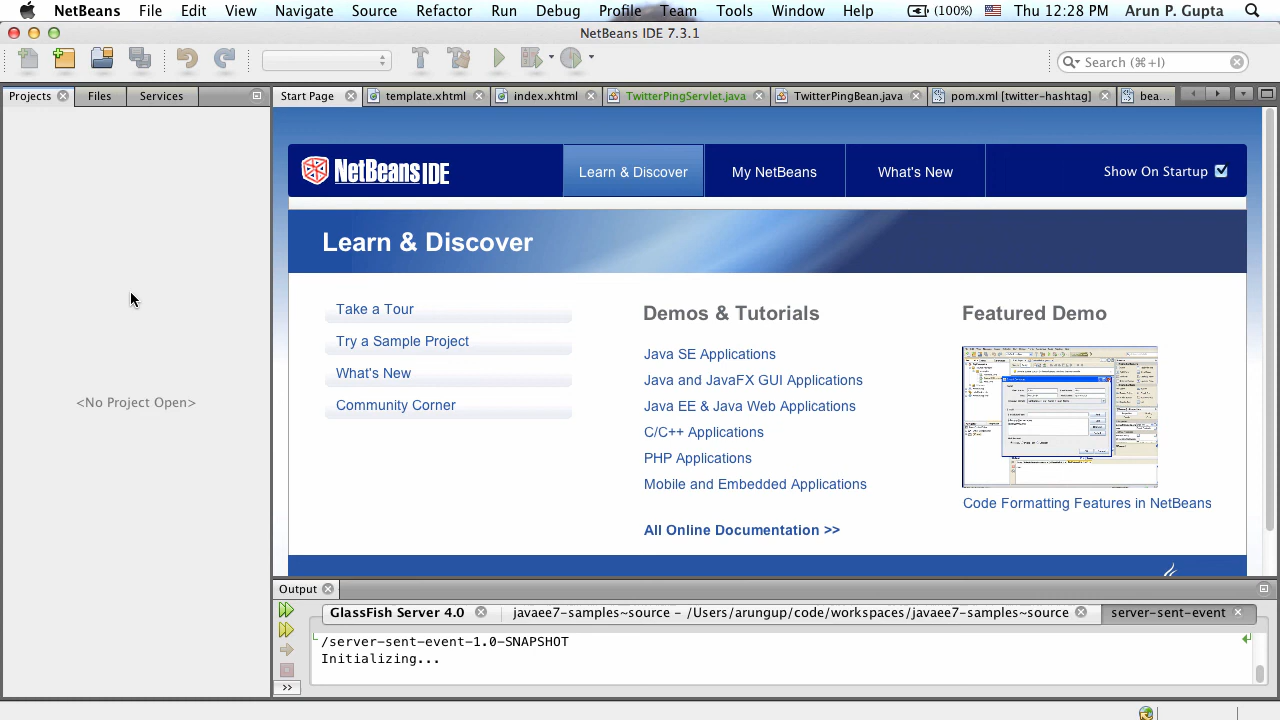 NetBeans File Edit View Navigate Source Refactor Run Debug Profile Team Tools Window Help (100%) Thu 12:28 PM Arun P. Gupta
NetBeans IDE 7.3.1
Search (⌘+I)
Projects Files Services
Start Page template.xhtml index.xhtml TwitterPingServlet.java TwitterPingBean.java pom.xml [twitter-hashtag] bea...
NetBeans IDE Learn & Discover My NetBeans What's New Show On Startup
Learn & Discover
Take a Tour
Try a Sample Project
What's New
Community Corner
Demos & Tutorials
Java SE Applications
Java and JavaFX GUI Applications
Java EE & Java Web Applications
C/C++ Applications
PHP Applications
Mobile and Embedded Applications
All Online Documentation >>
Featured Demo
Code Formatting Features in NetBeans
<No Project Open>
Output
GlassFish Server 4.0 javaee7-samples~source - /Users/arungup/code/workspaces/javaee7-samples~source server-sent-event
/server-sent-event-1.0-SNAPSHOT
Initializing...